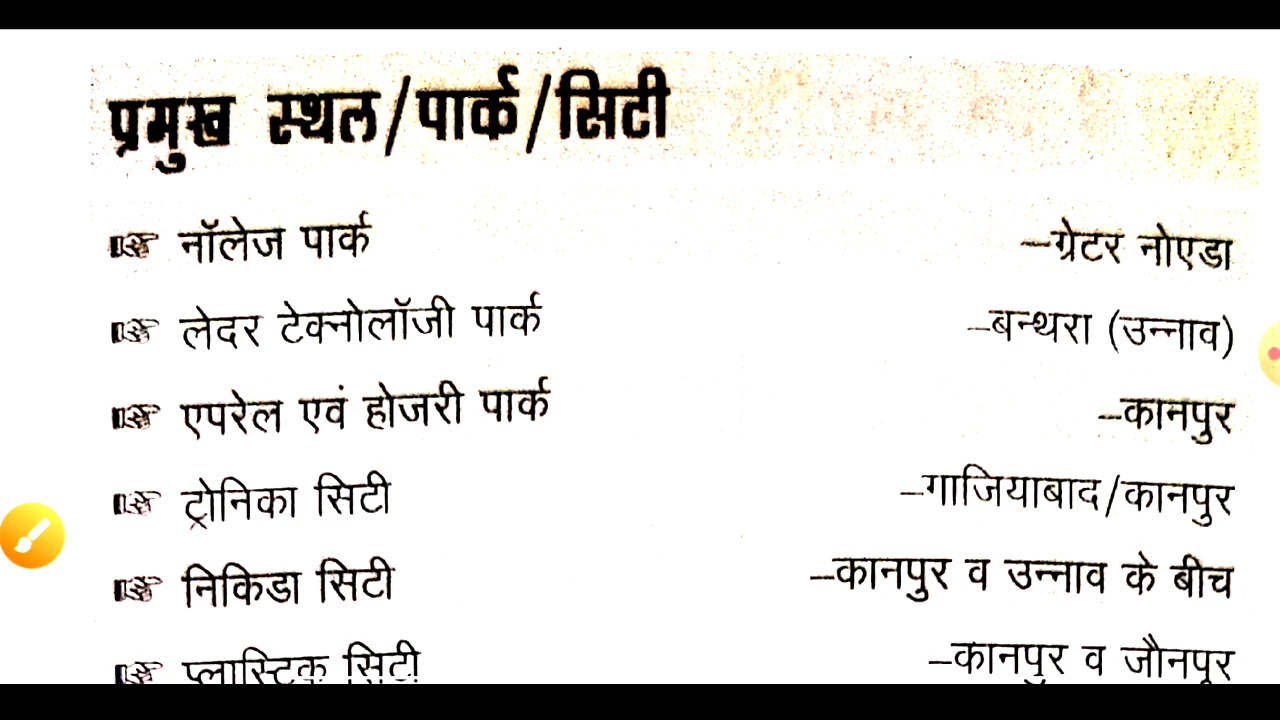 प्रमुख स्थल/पार्क/सिटी
☞ नॉलेज पार्क –ग्रेटर नोएडा
☞ लेदर टेक्नोलॉजी पार्क –बन्थरा (उन्नाव)
☞ एपरेल एवं होजरी पार्क –कानपुर
☞ ट्रोनिका सिटी –गाजियाबाद/कानपुर
☞ निकिडा सिटी –कानपुर व उन्नाव के बीच
☞ प्लास्टिक सिटी –कानपुर व जौनपुर